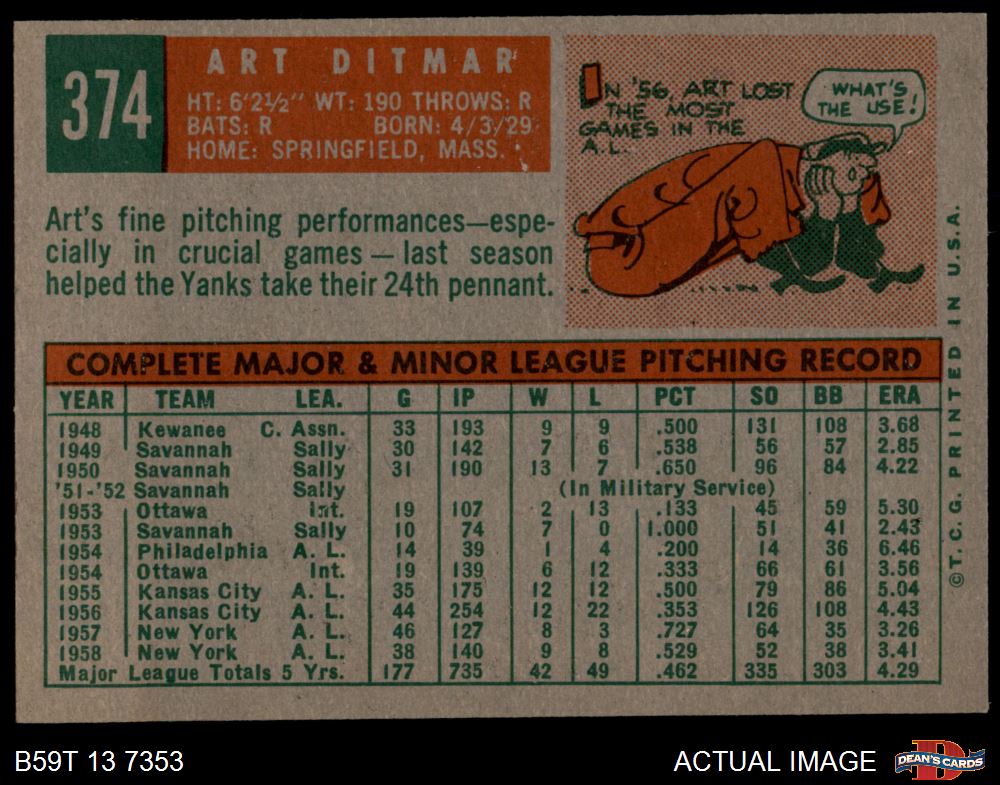 374
ART DITMAR
HT: 6'2½" WT: 190 THROWS: R
BATS: R BORN: 4/3/29
HOME: SPRINGFIELD, MASS.
IN '56, ART LOST
THE MOST
GAMES IN THE
A.L..
WHAT'S
THE USE!
Art's fine pitching performances—espe-
cially in crucial games — last season
helped the Yanks take their 24th pennant.
COMPLETE MAJOR & MINOR LEAGUE PITCHING RECORD
YEAR TEAM LEA. G IP W L PCT SO BB ERA
1948 Kewanee C. Assn. 33 193 9 9 .500 131 108 3.68
1949 Savannah Sally 30 142 7 6 .538 56 57 2.85
1950 Savannah Sally 31 190 13 7 .650 96 84 4.22
'51-'52 Savannah Sally (In Military Service)
1953 Ottawa Int. 19 107 2 13 .133 45 59 5.30
1953 Savannah Sally 10 74 7 0 1.000 51 41 2.43
1954 Philadelphia A. L. 14 39 1 4 .200 14 36 6.46
1954 Ottawa Int. 19 139 6 12 .333 66 61 3.56
1955 Kansas City A. L. 35 175 12 12 .500 79 86 5.04
1956 Kansas City A. L. 44 254 12 22 .353 126 108 4.43
1957 New York A. L. 46 127 8 3 .727 64 35 3.26
1958 New York A. L. 38 140 9 8 .529 52 38 3.41
Major League Totals 5 Yrs. 177 735 42 49 .462 335 303 4.29
©T. C. G. PRINTED IN U.S.A.
B59T 13 7353
ACTUAL IMAGE
DEAN'S CARDS